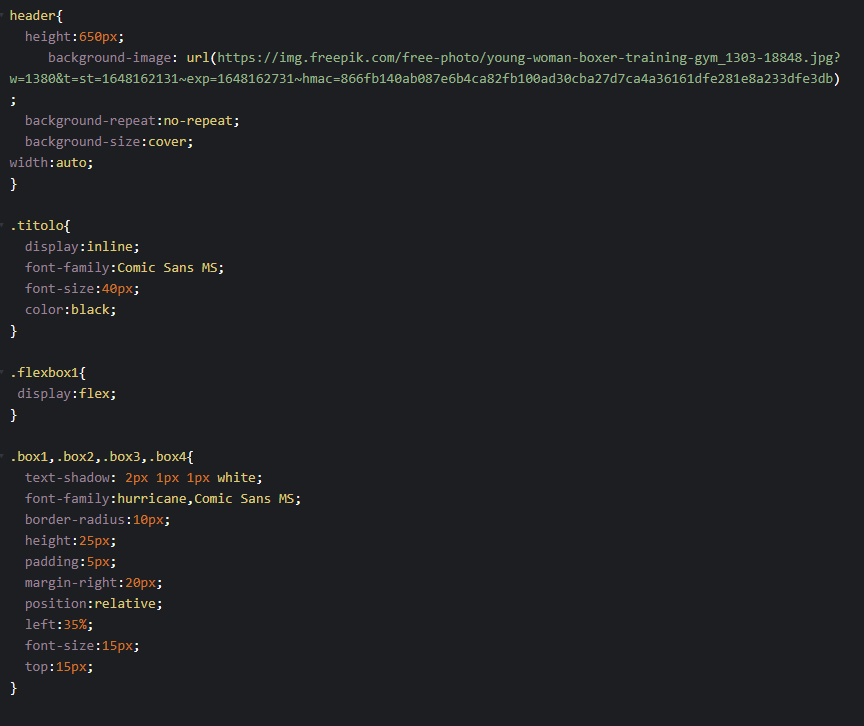 header{
height:650px;
background-image: url(https://img.freepik.com/free-photo/young-woman-boxer-training-gym_1303-18848.jpg?
w=1380&t=st=1648162131~exp=1648162731~hmac=866fb140ab087e6b4ca82fb100ad30cba27d7ca4a36161dfe281e8a233dfe3db)
;
background-repeat:no-repeat;
background-size:cover;
width:auto;
}
.titolo{
display:inline;
font-family:Comic Sans MS;
font-size:40px;
color:black;
}
.flexbox1{
display:flex;
}
.box1,.box2,.box3,.box4{
text-shadow: 2px 1px 1px white;
font-family:hurricane,Comic Sans MS;
border-radius:10px;
height:25px;
padding:5px;
margin-right:20px;
position:relative;
left:35%;
font-size:15px;
top:15px;
}